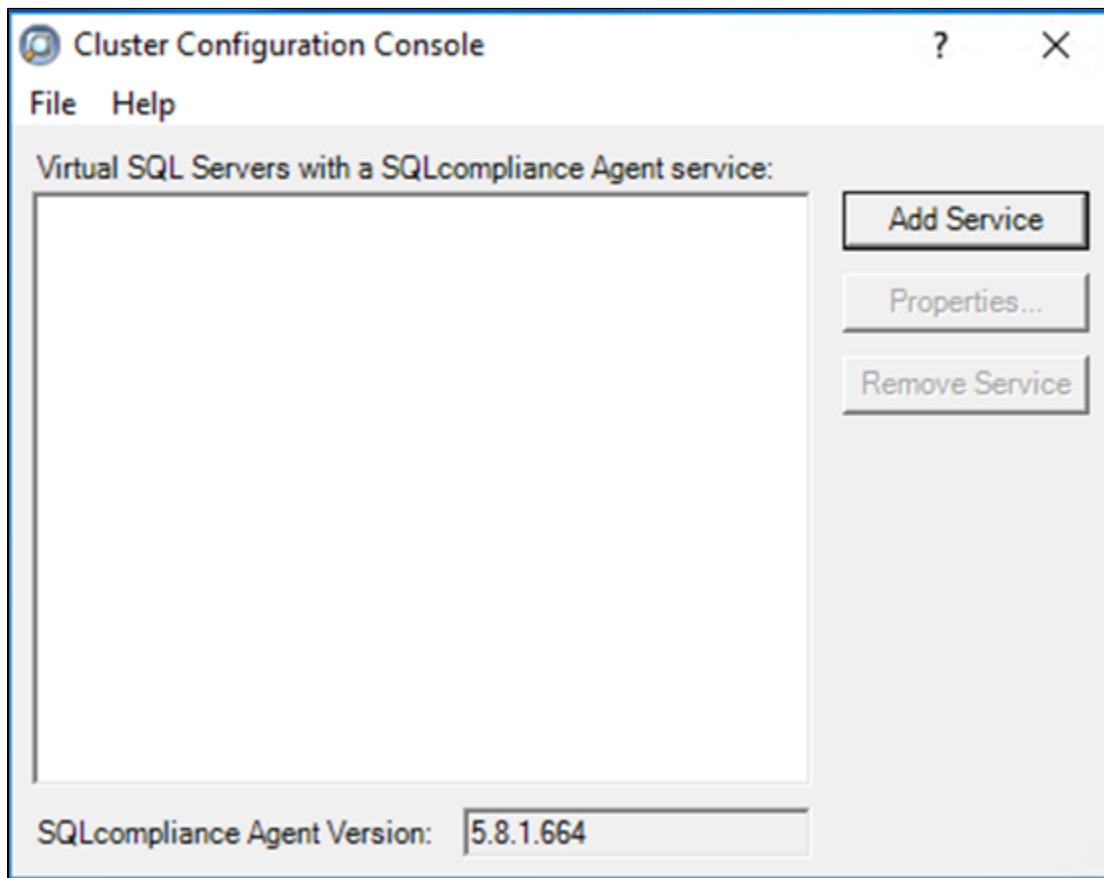 Cluster Configuration Console
?
File Help
Virtual SQL Servers with a SQLcompliance Agent service:
Add Service
Properties...
Remove Service
SQLcompliance Agent Version: 5.8.1.664